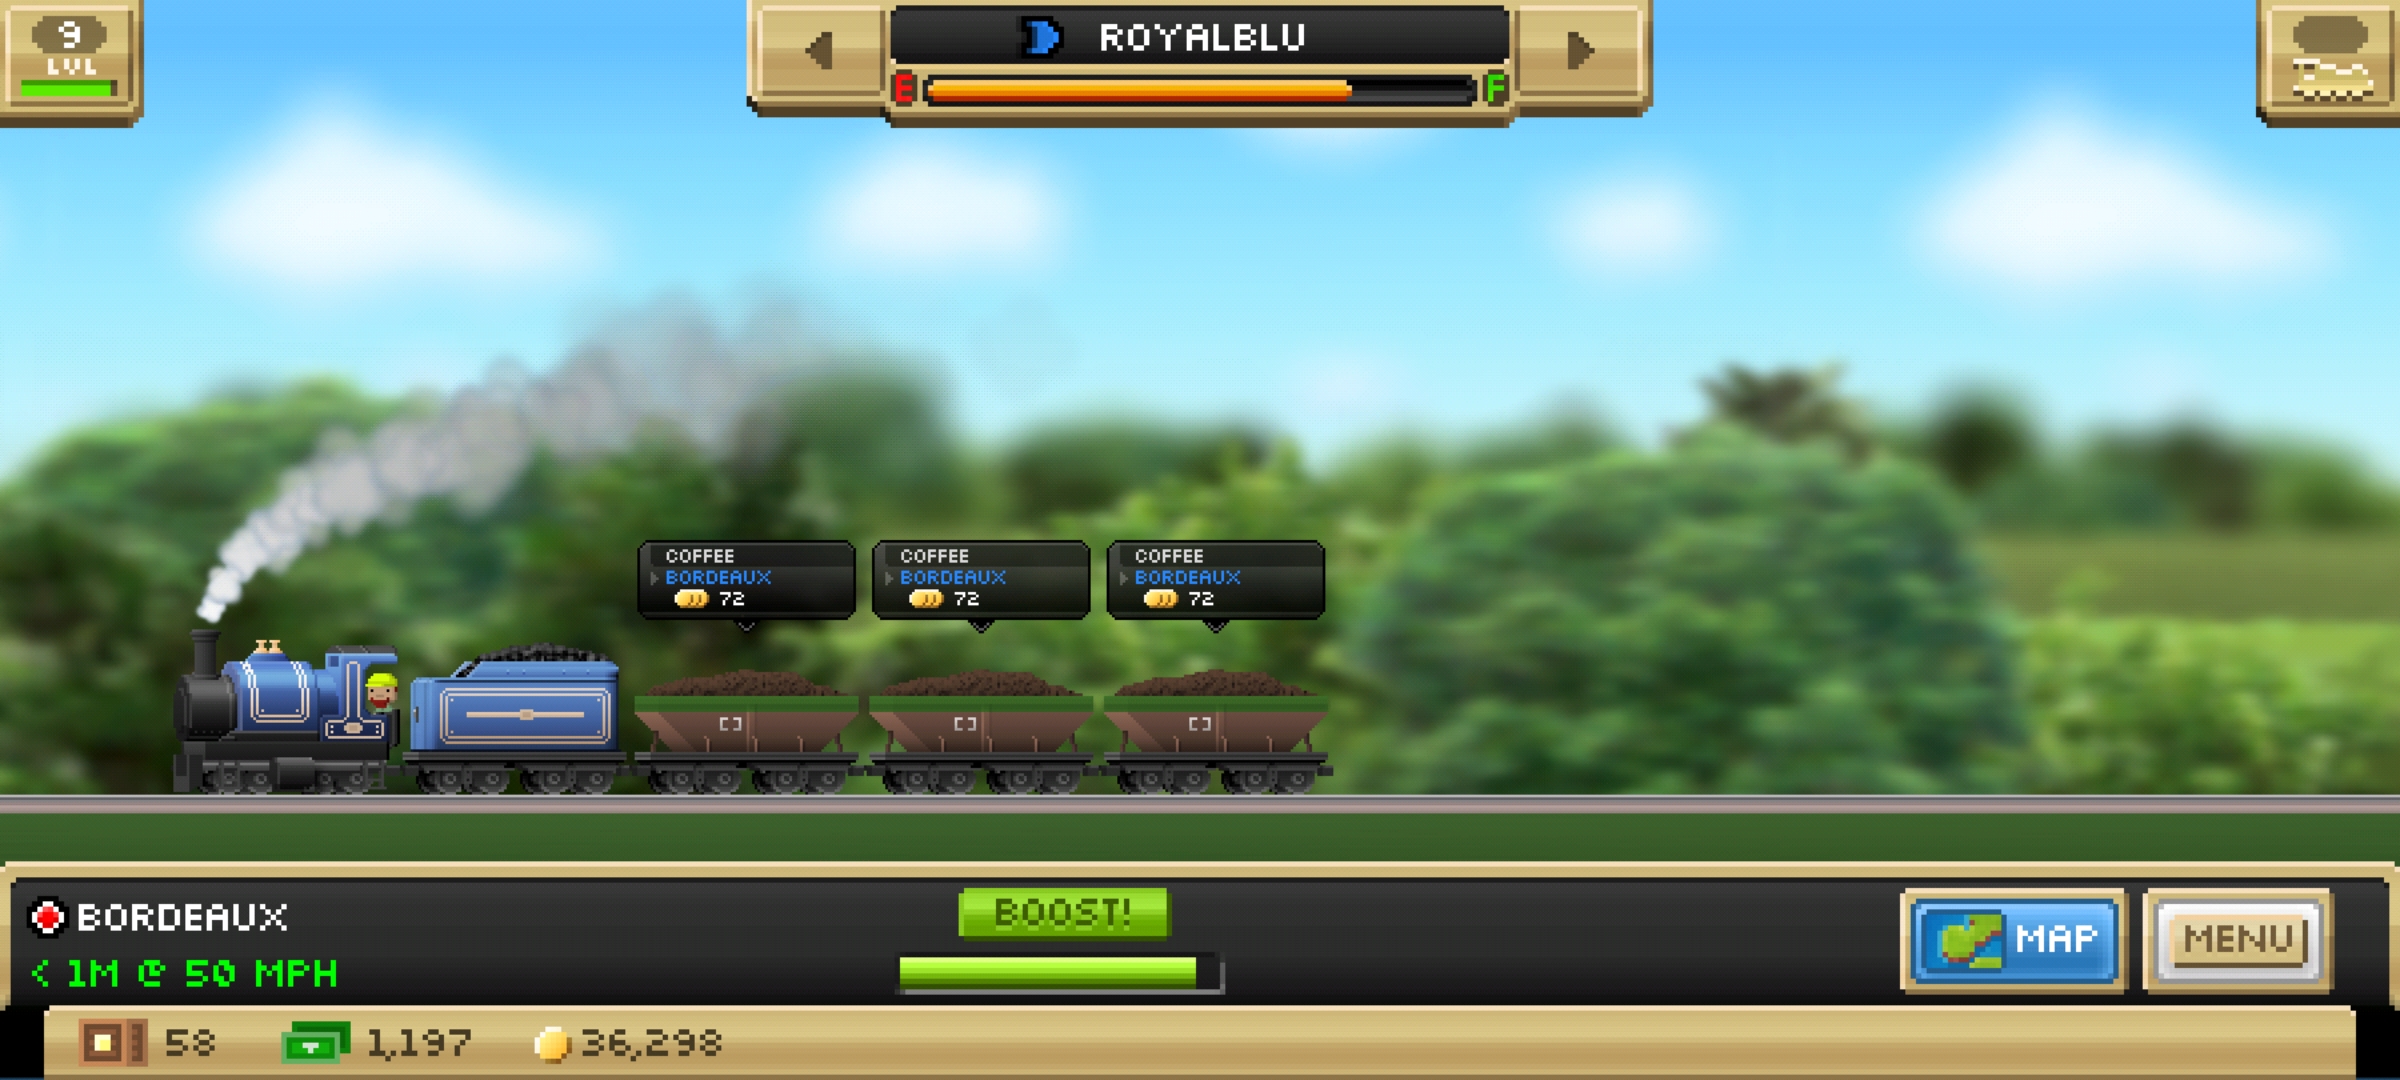 9
LVL
ROYALBLU
E
F
COFFEE
BORDEAUX
72
COFFEE
BORDEAUX
72
COFFEE
BORDEAUX
72
BORDEAUX
< 1M @ 50 MPH
BOOST!
MAP
MENU
58
1,197
36,298